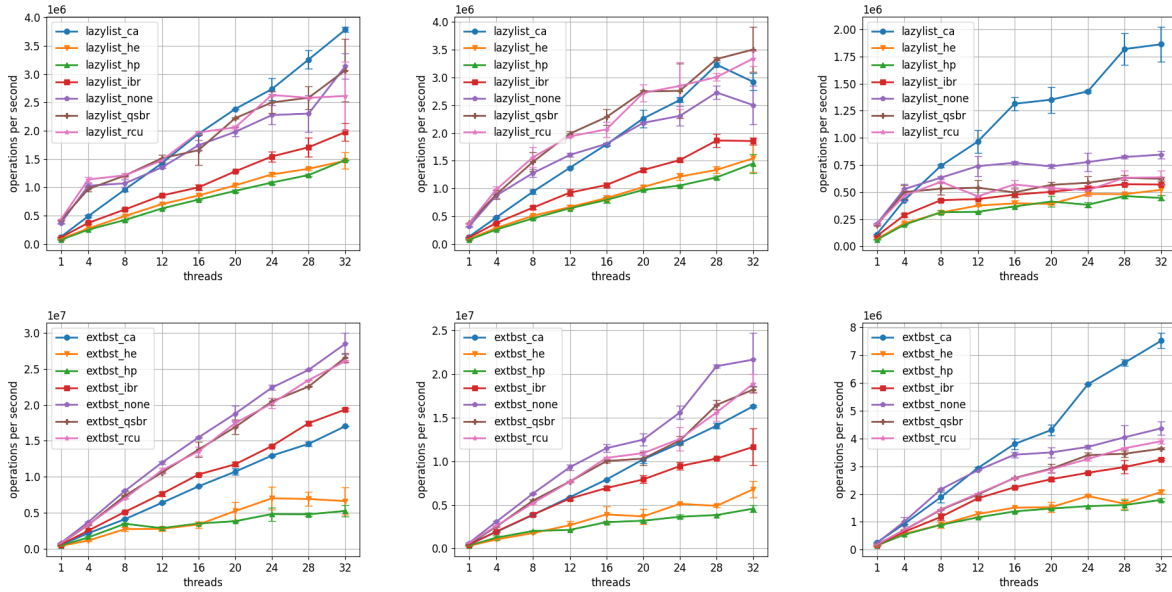 1e6
operations per second
4.0
3.5
3.0
2.5
2.0
1.5
1.0
0.5
0.0
lazylist_ca
lazylist_he
lazylist_hp
lazylist_ibr
lazylist_none
lazylist_qsbr
lazylist_rcu
1 4 8 12 16 20 24 28 32
threads
1e6
operations per second
4.0
3.5
3.0
2.5
2.0
1.5
1.0
0.5
0.0
lazylist_ca
lazylist_he
lazylist_hp
lazylist_ibr
lazylist_none
lazylist_qsbr
lazylist_rcu
1 4 8 12 16 20 24 28 32
threads
1e6
operations per second
2.00
1.75
1.50
1.25
1.00
0.75
0.50
0.25
0.00
lazylist_ca
lazylist_he
lazylist_hp
lazylist_ibr
lazylist_none
lazylist_qsbr
lazylist_rcu
1 4 8 12 16 20 24 28 32
threads
1e7
operations per second
3.0
2.5
2.0
1.5
1.0
0.5
0.0
extbst_ca
extbst_he
extbst_hp
extbst_ibr
extbst_none
extbst_qsbr
extbst_rcu
1 4 8 12 16 20 24 28 32
threads
1e7
operations per second
2.5
2.0
1.5
1.0
0.5
0.0
extbst_ca
extbst_he
extbst_hp
extbst_ibr
extbst_none
extbst_qsbr
extbst_rcu
1 4 8 12 16 20 24 28 32
threads
1e6
operations per second
8
7
6
5
4
3
2
1
0
extbst_ca
extbst_he
extbst_hp
extbst_ibr
extbst_none
extbst_qsbr
extbst_rcu
1 4 8 12 16 20 24 28 32
threads